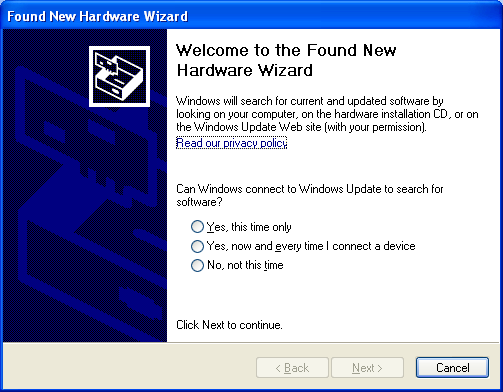 Found New Hardware Wizard
Welcome to the Found New
Hardware Wizard
Windows will search for current and updated software by
looking on your computer, on the hardware installation CD, or on
the Windows Update Web site (with your permission).
Read our privacy policy
Can Windows connect to Windows Update to search for
software?
Yes, this time only
Yes, now and every time I connect a device
No, not this time
Click Next to continue.
< Back Next > Cancel